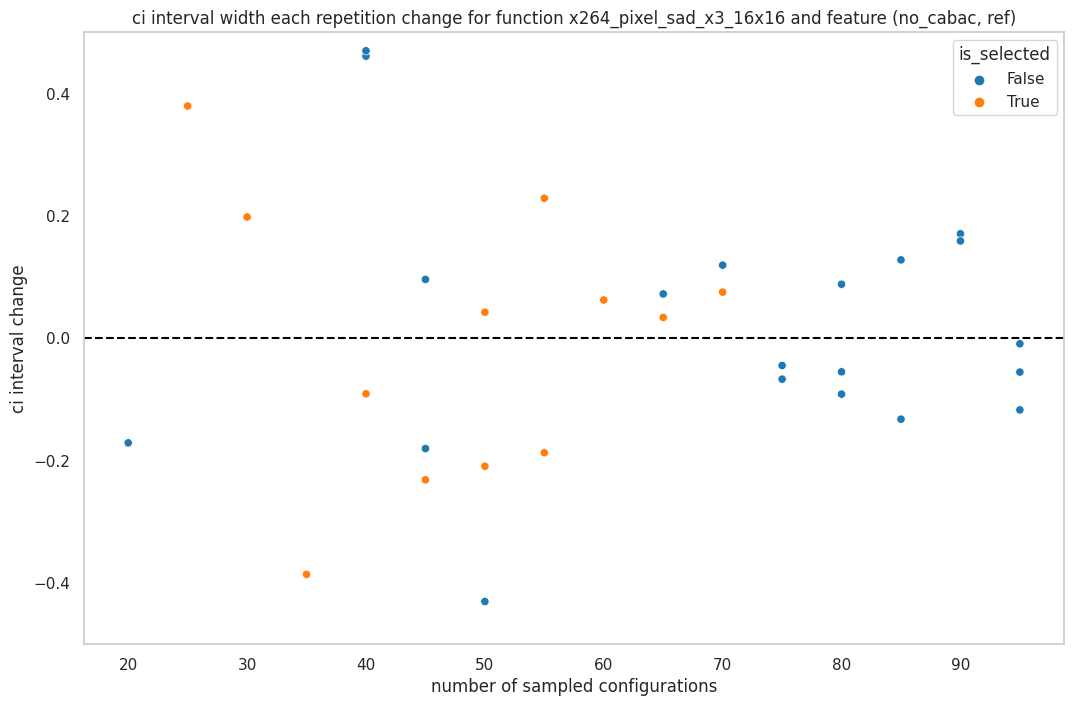 ci interval width each repetition change for function x264_pixel_sad_x3_16x16 and feature (no_cabac, ref)
is_selected
False
True
ci interval change
0.4
0.2
0.0
−0.2
−0.4
20 30 40 50 60 70 80 90
number of sampled configurations